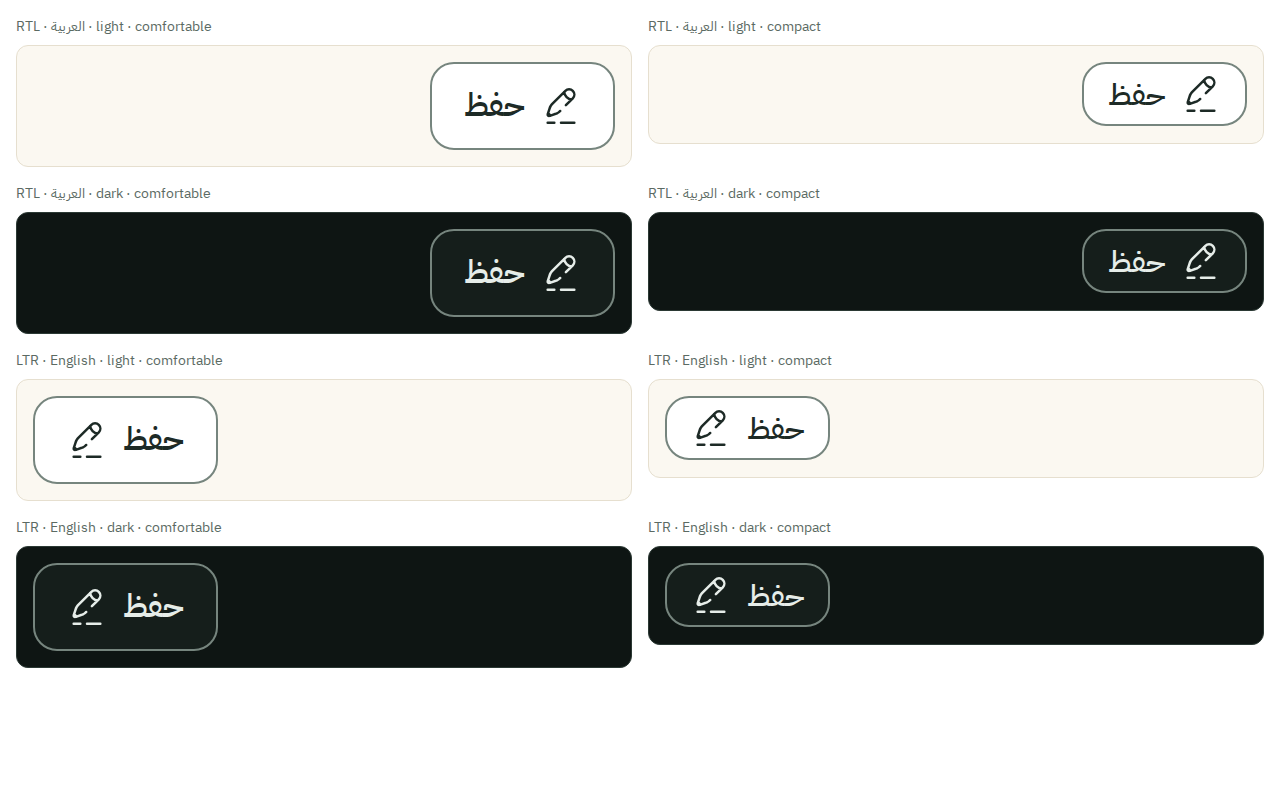 RTL · العربية · light · comfortable
حفظ
RTL · العربية · light · compact
حفظ
RTL · العربية · dark · comfortable
حفظ
RTL · العربية · dark · compact
حفظ
LTR · English · light · comfortable
حفظ
LTR · English · light · compact
حفظ
LTR · English · dark · comfortable
حفظ
LTR · English · dark · compact
حفظ